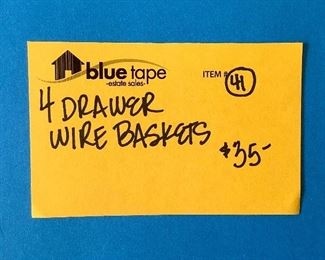 blue tape
-estate sales-
ITEM # 41
4 DRAWER
WIRE BASKETS
$35-